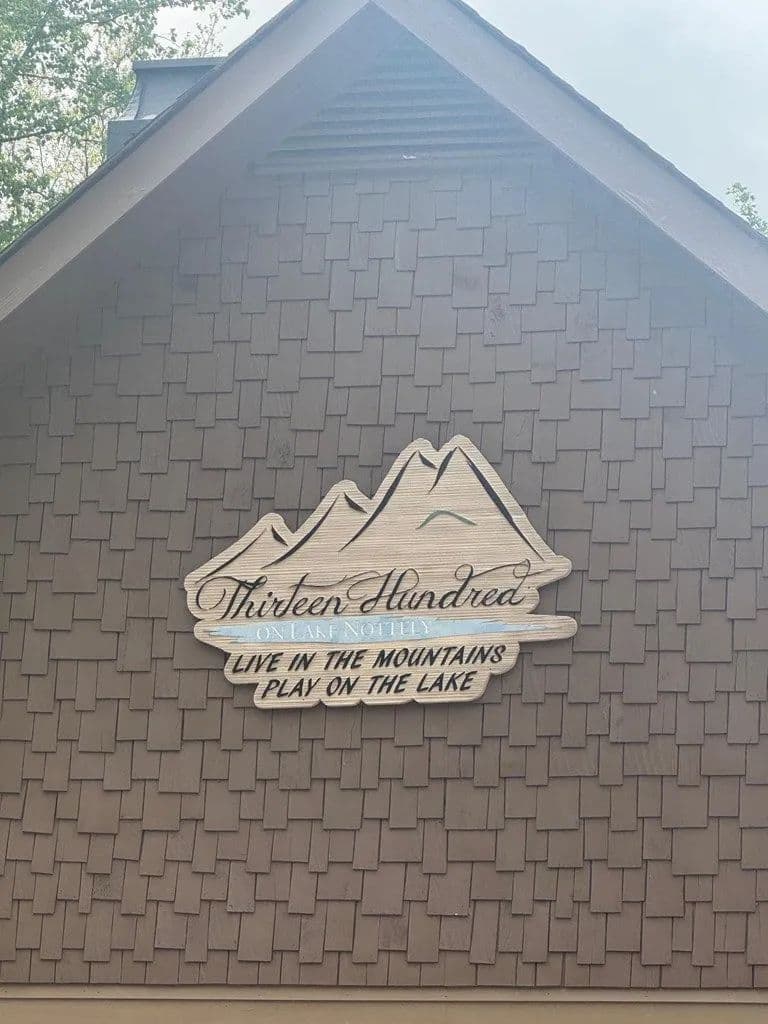 Thirteen Hundred
ON LAKE NOTTELY
LIVE IN THE MOUNTAINS
PLAY ON THE LAKE